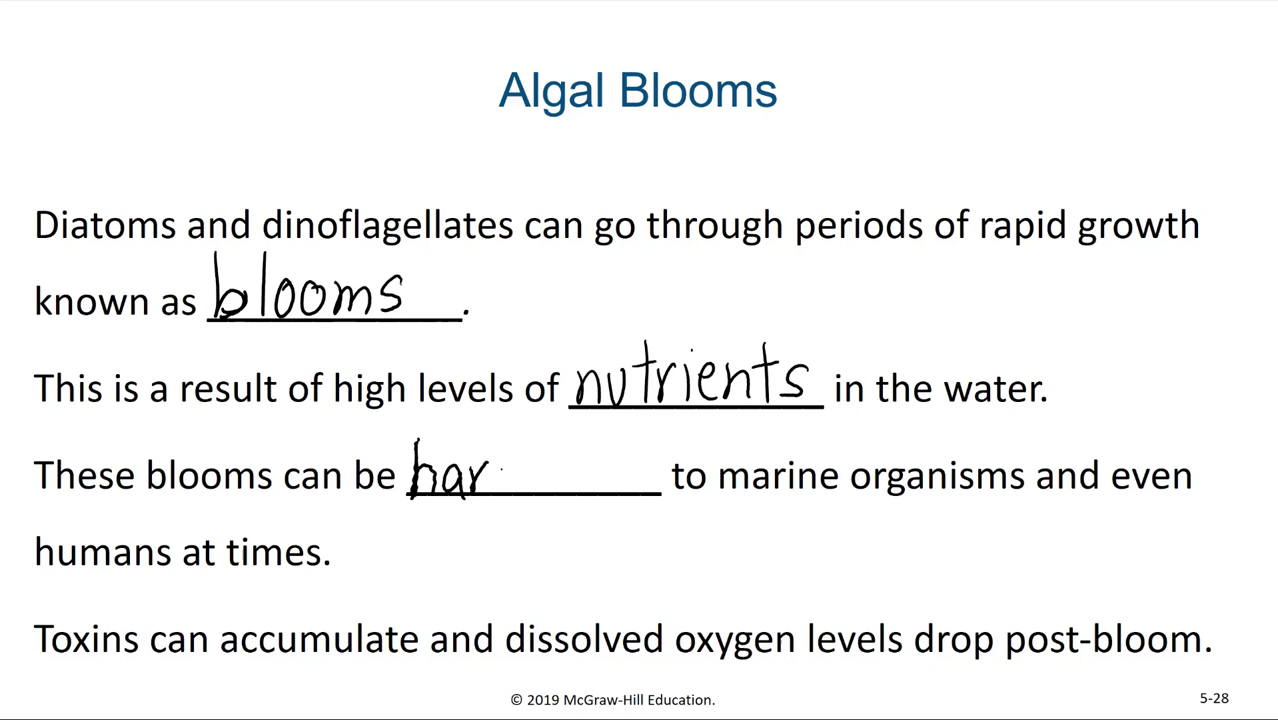 Algal Blooms
Diatoms and dinoflagellates can go through periods of rapid growth
known as blooms.
This is a result of high levels of nutrients in the water.
These blooms can be har to marine organisms and even
humans at times.
Toxins can accumulate and dissolved oxygen levels drop post-bloom.
© 2019 McGraw-Hill Education.
5-28